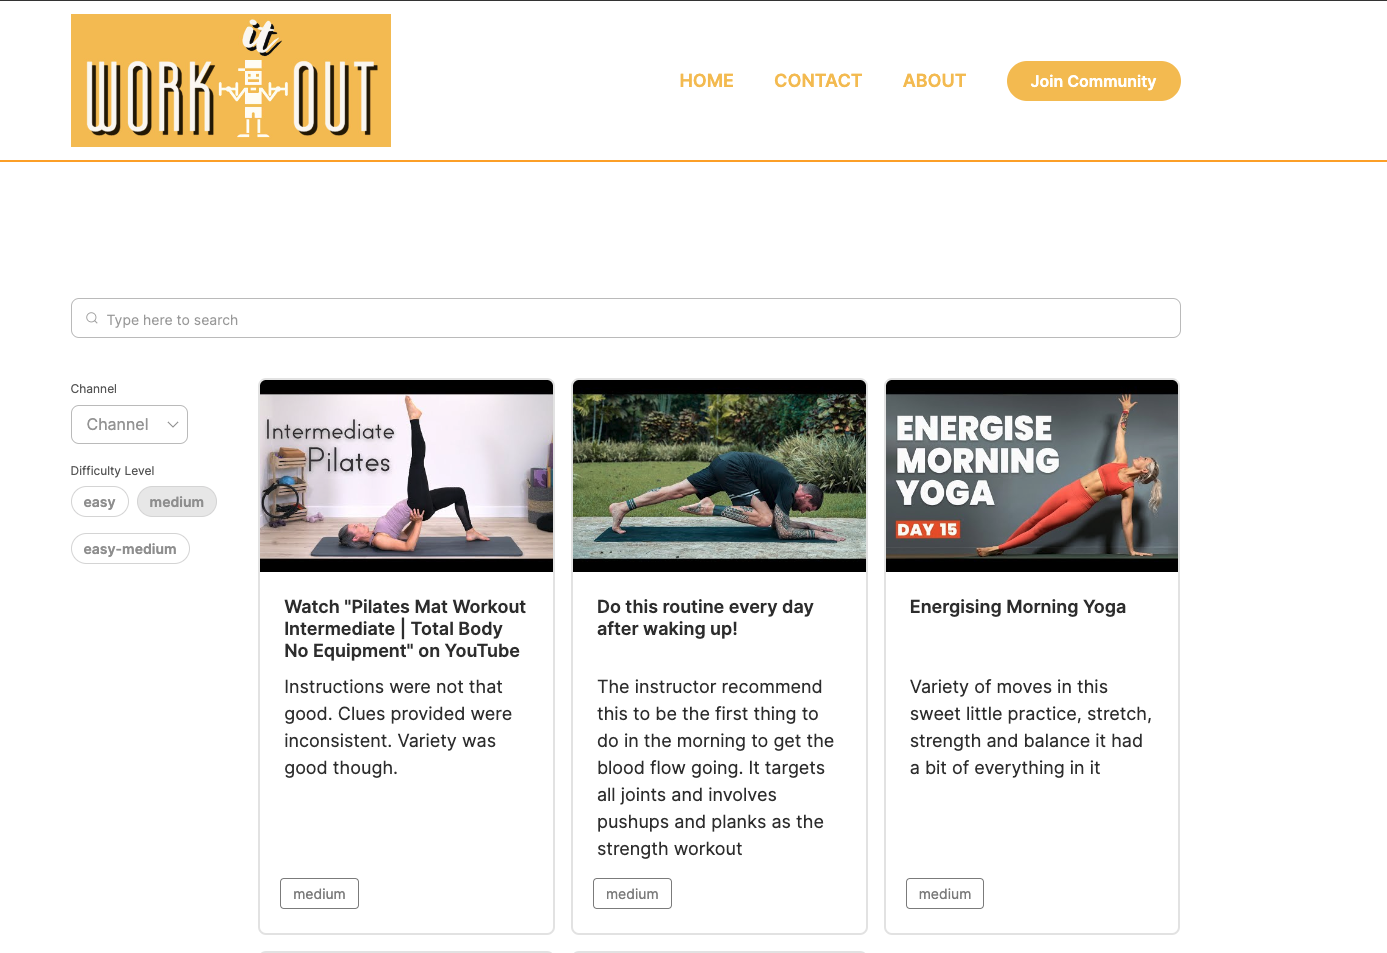 it
WORK OUT
HOME CONTACT ABOUT Join Community
Type here to search
Channel
Channel
Difficulty Level
easy medium
easy-medium
Intermediate
Pilates
Watch "Pilates Mat Workout
Intermediate | Total Body
No Equipment" on YouTube
Instructions were not that
good. Clues provided were
inconsistent. Variety was
good though.
medium
Do this routine every day
after waking up!
The instructor recommend
this to be the first thing to
do in the morning to get the
blood flow going. It targets
all joints and involves
pushups and planks as the
strength workout
medium
ENERGISE
MORNING
YOGA
DAY 15
Energising Morning Yoga
Variety of moves in this
sweet little practice, stretch,
strength and balance it had
a bit of everything in it
medium